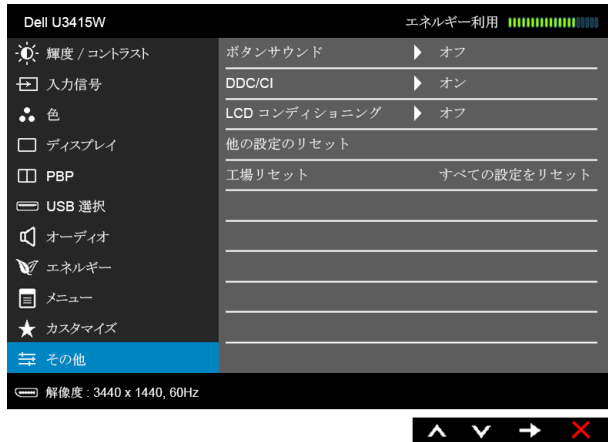 Dell U3415W
エネルギー利用
輝度 / コントラスト
ボタンサウンド
オフ
入力信号
DDC/CI
オン
色
LCD コンディショニング
オフ
ディスプレイ
他の設定のリセット
PBP
工場リセット
すべての設定をリセット
USB 選択
オーディオ
エネルギー
メニュー
カスタマイズ
その他
解像度 : 3440 x 1440, 60Hz